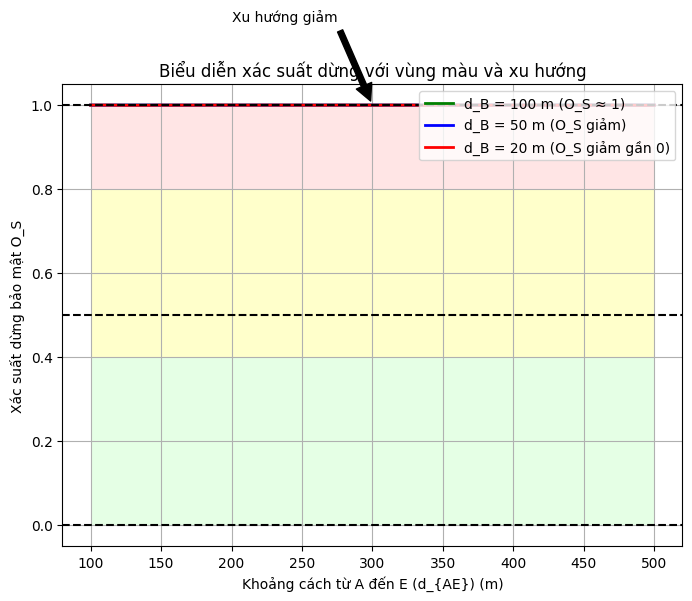 Xu hướng giảm
Biểu diễn xác suất dừng với vùng màu và xu hướng
d_B = 100 m (O_S ≈ 1)
d_B = 50 m (O_S giảm)
d_B = 20 m (O_S giảm gần 0)
Xác suất dừng bảo mật O_S
1.0
0.8
0.6
0.4
0.2
0.0
100 150 200 250 300 350 400 450 500
Khoảng cách từ A đến E (d_{AE}) (m)